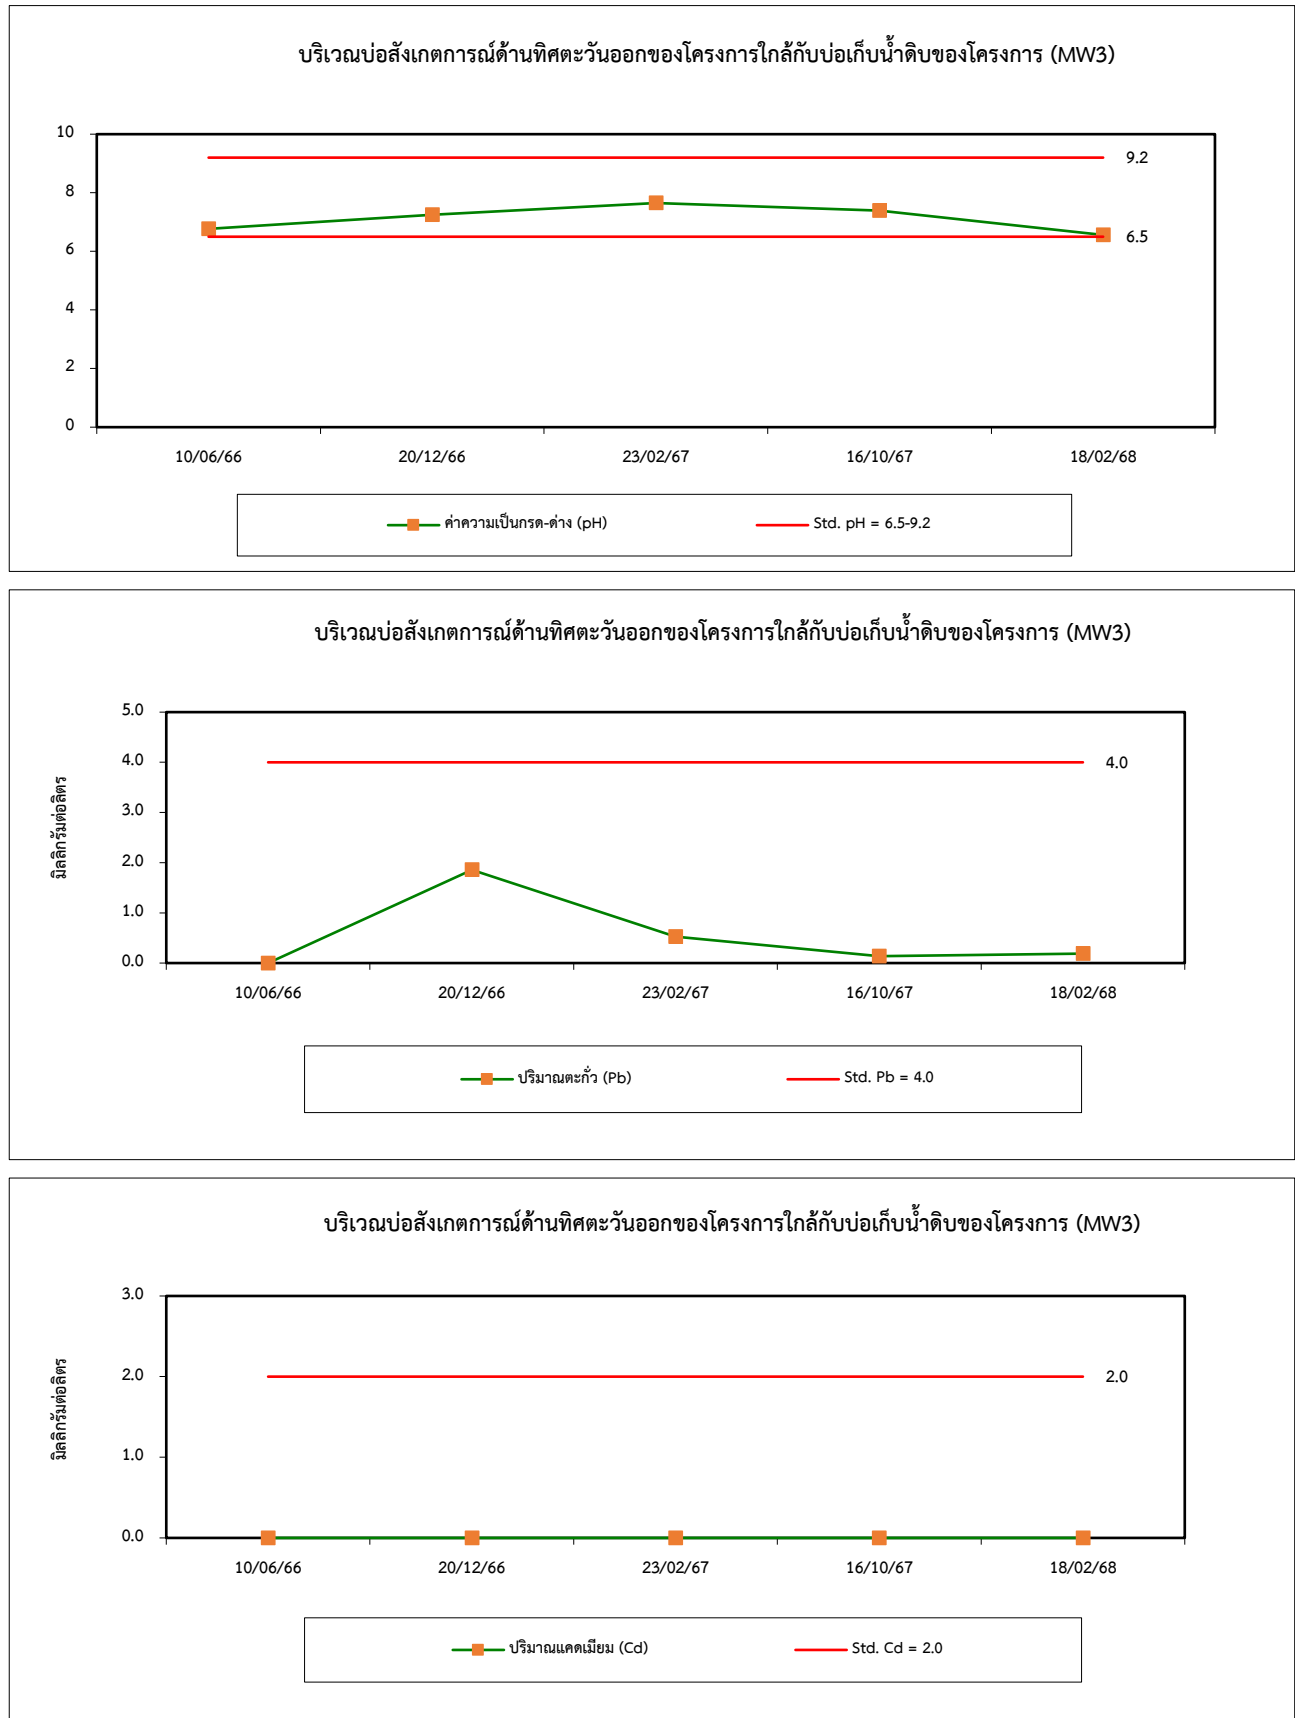 บริเวณบ่อสังเกตการณ์ด้านทิศตะวันออกของโครงการใกล้กับบ่อเก็บน้ำดิบของโครงการ (MW3)
10
9.2
8
6.5
6
4
2
0
10/06/66 20/12/66 23/02/67 16/10/67 18/02/68
ค่าความเป็นกรด-ด่าง (pH) Std. pH = 6.5-9.2
บริเวณบ่อสังเกตการณ์ด้านทิศตะวันออกของโครงการใกล้กับบ่อเก็บน้ำดิบของโครงการ (MW3)
มิลลิกรัมต่อลิตร
5.0
4.0 4.0
3.0
2.0
1.0
0.0
10/06/66 20/12/66 23/02/67 16/10/67 18/02/68
ปริมาณตะกั่ว (Pb) Std. Pb = 4.0
บริเวณบ่อสังเกตการณ์ด้านทิศตะวันออกของโครงการใกล้กับบ่อเก็บน้ำดิบของโครงการ (MW3)
มิลลิกรัมต่อลิตร
3.0
2.0 2.0
1.0
0.0
10/06/66 20/12/66 23/02/67 16/10/67 18/02/68
ปริมาณแคดเมียม (Cd) Std. Cd = 2.0